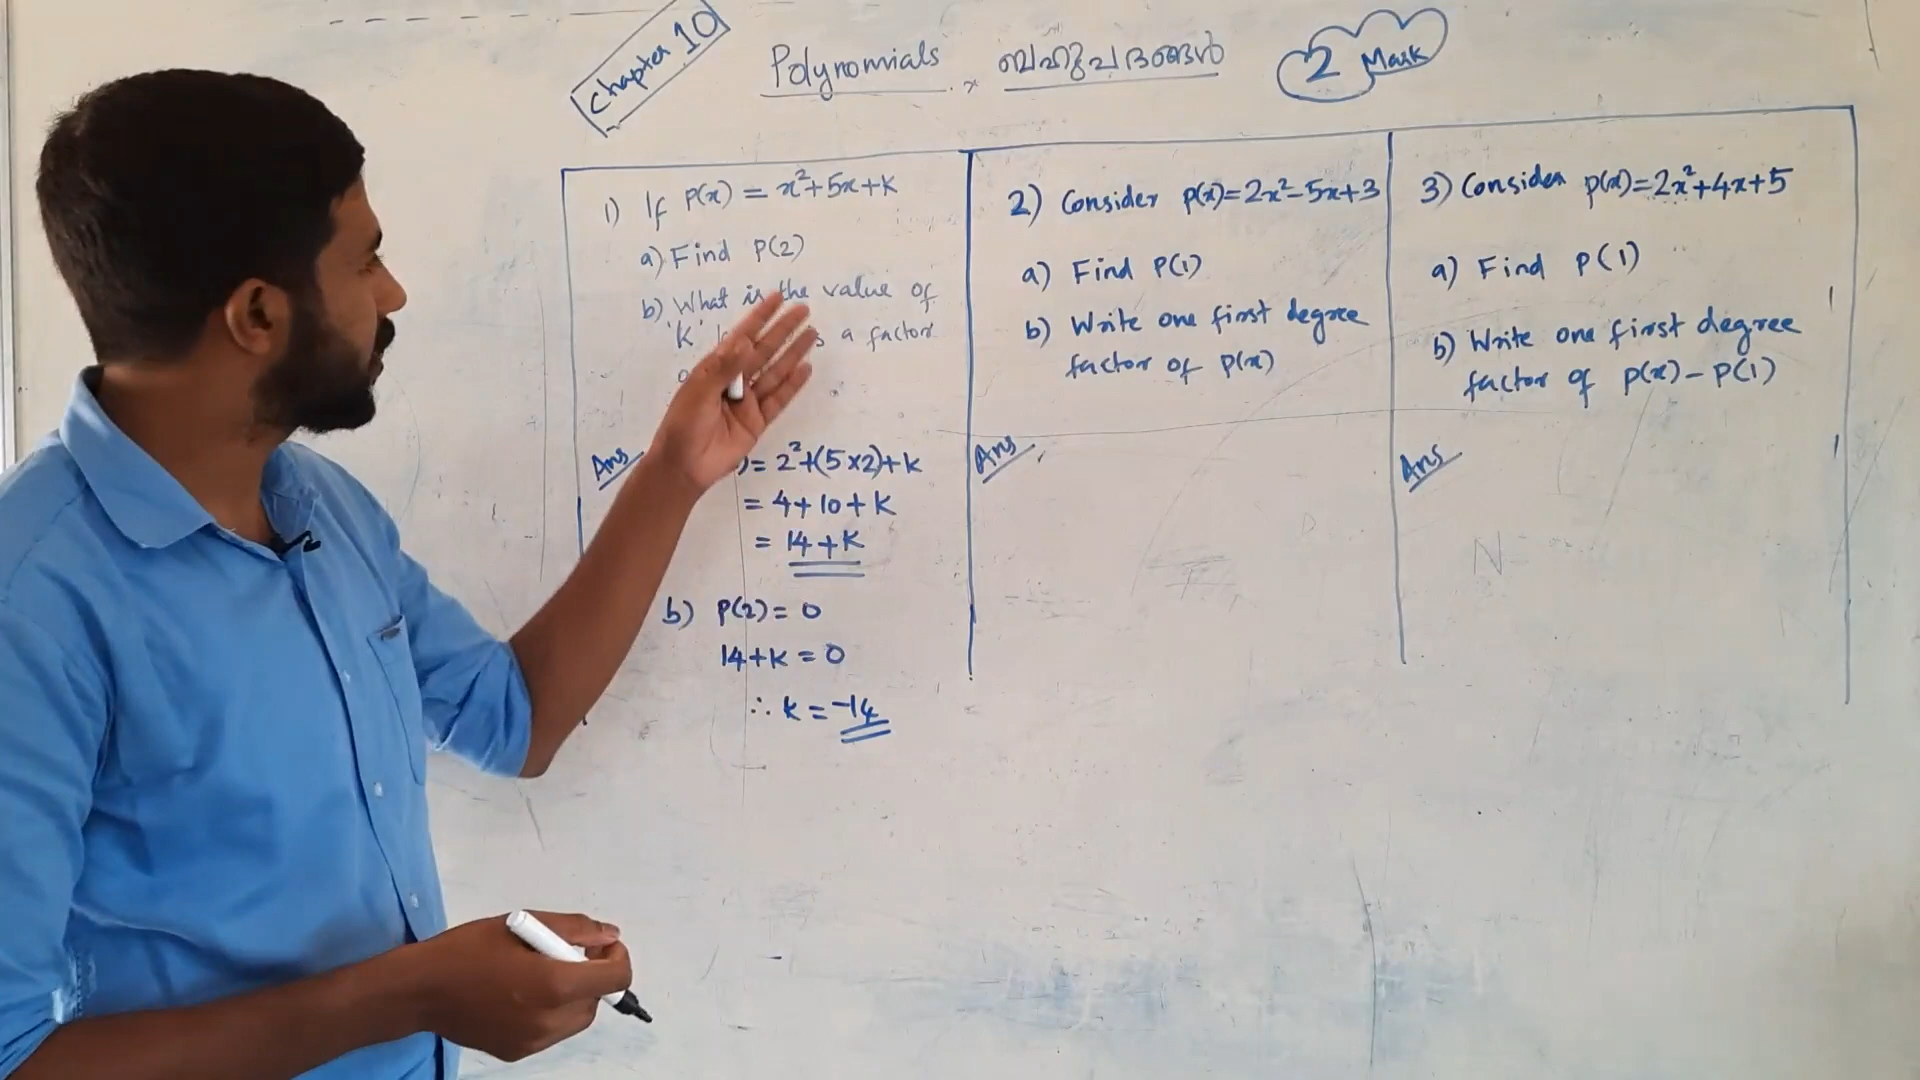 Chapter 10
Polynomials
ബഹുപദങ്ങൾ
2 Mark
1) If P(x) = x²+5x+k
a) Find P(2)
b) What is the value of
'K' a factor
Ans
= 2²+(5×2)+k
= 4+10+k
= 14+k
b) P(2) = 0
14+k = 0
∴ k = -14
2) Consider p(x)=2x²-5x+3
a) Find P(1)
b) Write one first degree
factor of p(x)
Ans
3) Consider p(x)=2x²+4x+5
a) Find P(1)
b) Write one first degree
factor of p(x)-P(1)
Ans
N